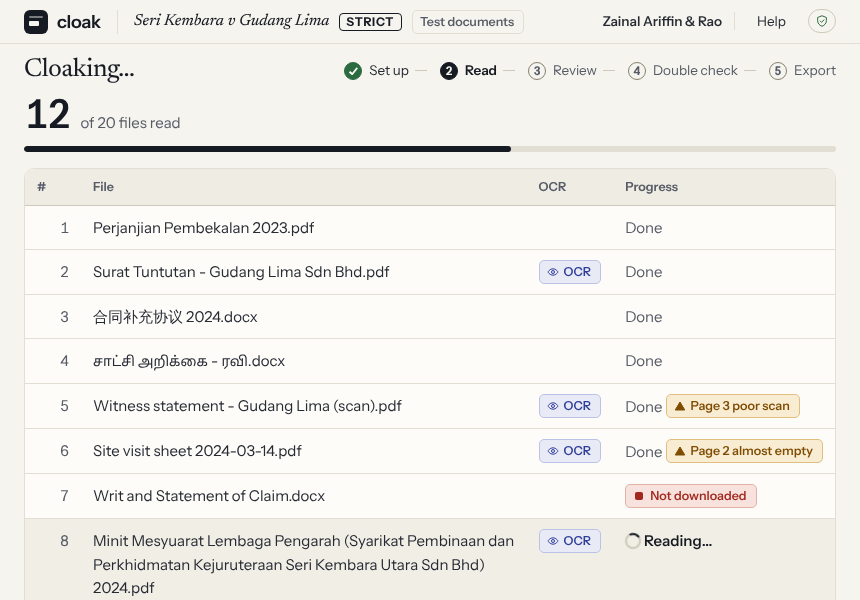 cloak Seri Kembara v Gudang Lima STRICT Test documents Zainal Ariffin & Rao Help
Cloaking... Set up 2 Read 3 Review 4 Double check 5 Export
12 of 20 files read
# File OCR Progress
1 Perjanjian Pembekalan 2023.pdf Done
2 Surat Tuntutan - Gudang Lima Sdn Bhd.pdf OCR Done
3 合同补充协议 2024.docx Done
4 சாட்சி அறிக்கை - ரவி.docx Done
5 Witness statement - Gudang Lima (scan).pdf OCR Done Page 3 poor scan
6 Site visit sheet 2024-03-14.pdf OCR Done Page 2 almost empty
7 Writ and Statement of Claim.docx Not downloaded
8 Minit Mesyuarat Lembaga Pengarah (Syarikat Pembinaan dan OCR Reading...
Perkhidmatan Kejuruteraan Seri Kembara Utara Sdn Bhd)
2024.pdf